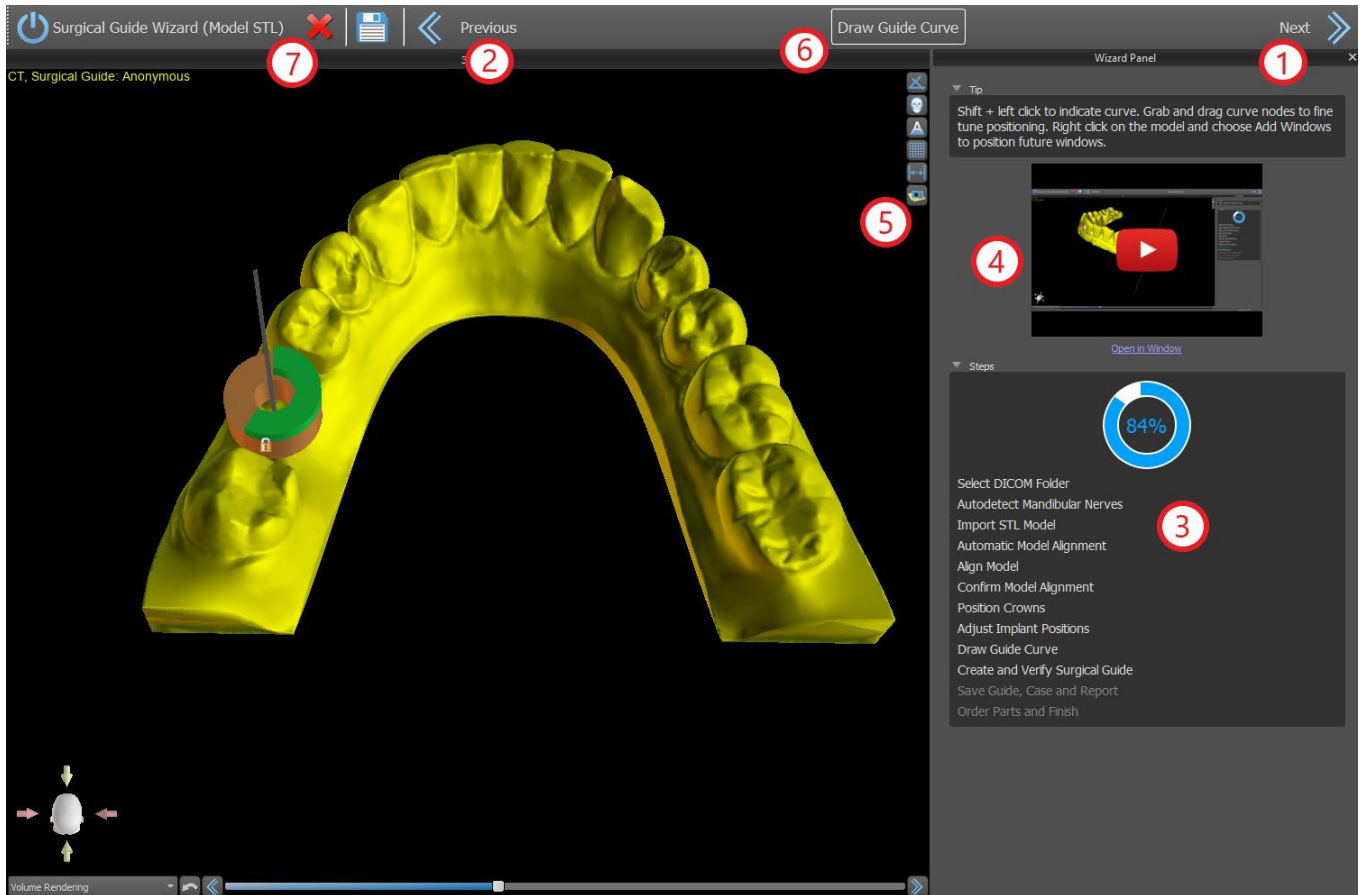 Surgical Guide Wizard (Model STL)
Previous
Draw Guide Curve
Next
7
2
6
1
Wizard Panel
CT, Surgical Guide: Anonymous
Tip
Shift + left click to indicate curve. Grab and drag curve nodes to fine
tune positioning. Right click on the model and choose Add Windows
to position future windows.
A
5
4
Open in Window
Steps
84%
Select DICOM Folder
Autodetect Mandibular Nerves
3
Import STL Model
Automatic Model Alignment
Align Model
Confirm Model Alignment
Position Crowns
Adjust Implant Positions
Draw Guide Curve
Create and Verify Surgical Guide
Save Guide, Case and Report
Order Parts and Finish
Volume Rendering